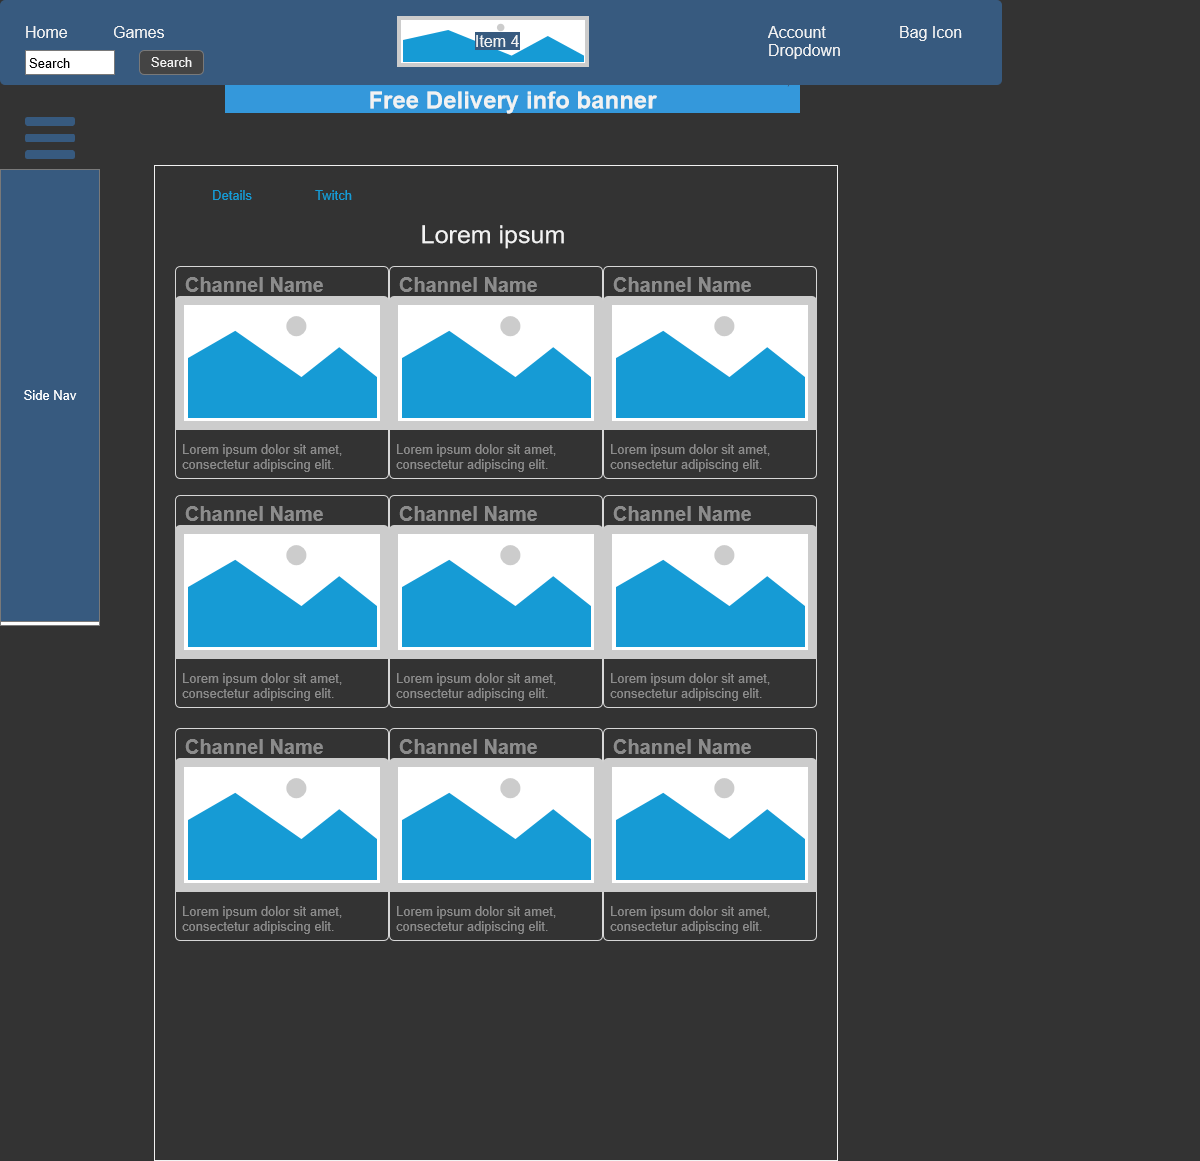 Home Games
Item 4
Account Dropdown
Bag Icon
Search Search
Free Delivery info banner
Side Nav
Details Twitch
Lorem ipsum
Channel Name Channel Name Channel Name
Lorem ipsum dolor sit amet, Lorem ipsum dolor sit amet, Lorem ipsum dolor sit amet,
consectetur adipiscing elit. consectetur adipiscing elit. consectetur adipiscing elit.
Channel Name Channel Name Channel Name
Lorem ipsum dolor sit amet, Lorem ipsum dolor sit amet, Lorem ipsum dolor sit amet,
consectetur adipiscing elit. consectetur adipiscing elit. consectetur adipiscing elit.
Channel Name Channel Name Channel Name
Lorem ipsum dolor sit amet, Lorem ipsum dolor sit amet, Lorem ipsum dolor sit amet,
consectetur adipiscing elit. consectetur adipiscing elit. consectetur adipiscing elit.